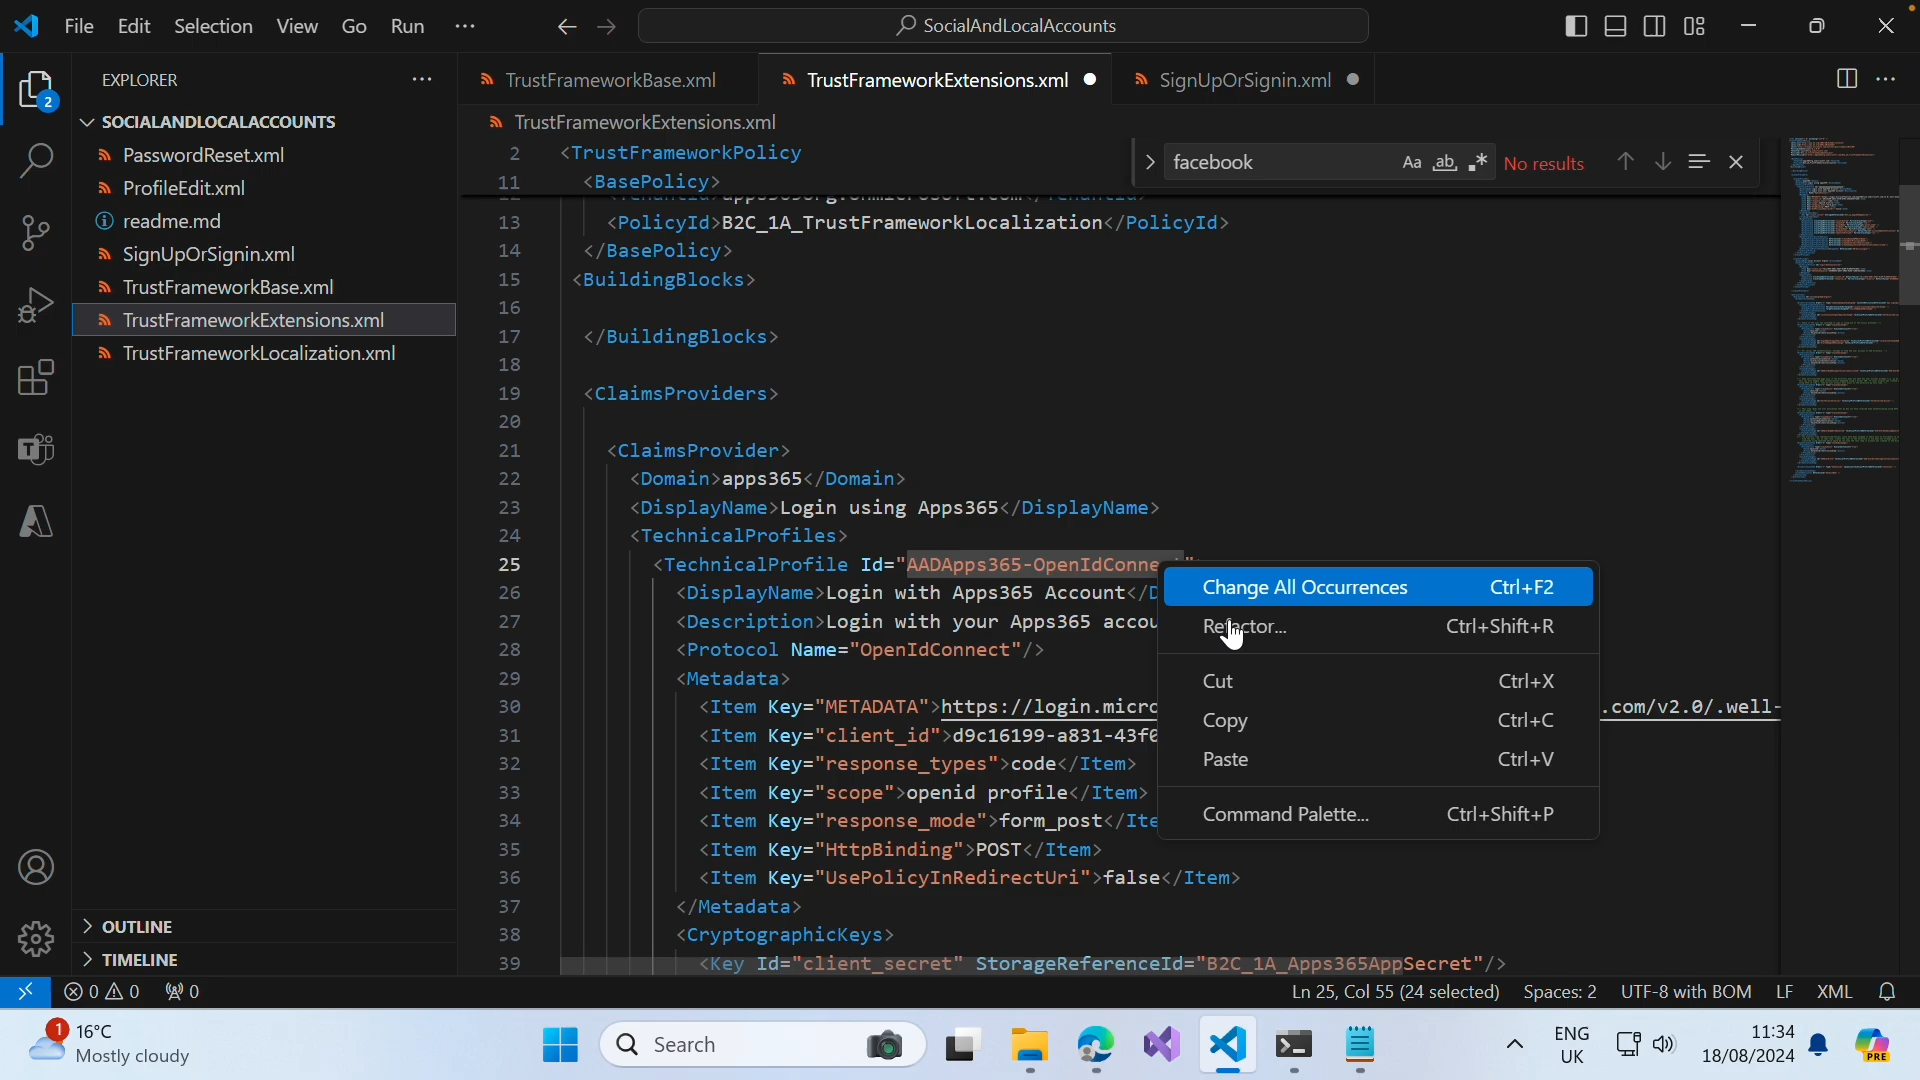 File Edit Selection View Go Run ···
SocialAndLocalAccounts
EXPLORER ···
2
SOCIALANDLOCALACCOUNTS
PasswordReset.xml
ProfileEdit.xml
readme.md
SignUpOrSignin.xml
TrustFrameworkBase.xml
TrustFrameworkExtensions.xml
TrustFrameworkLocalization.xml
OUTLINE
TIMELINE
TrustFrameworkBase.xml TrustFrameworkExtensions.xml SignUpOrSignin.xml ···
TrustFrameworkExtensions.xml
facebook Aa ab No results
2 <TrustFrameworkPolicy
11 <BasePolicy>
13 <PolicyId>B2C_1A_TrustFrameworkLocalization</PolicyId>
14 </BasePolicy>
15 <BuildingBlocks>
16
17 </BuildingBlocks>
18
19 <ClaimsProviders>
20
21 <ClaimsProvider>
22 <Domain>apps365</Domain>
23 <DisplayName>Login using Apps365</DisplayName>
24 <TechnicalProfiles>
25 <TechnicalProfile Id="AADApps365-OpenIdConne
26 <DisplayName>Login with Apps365 Account</D
27 <Description>Login with your Apps365 accou
28 <Protocol Name="OpenIdConnect"/>
29 <Metadata>
30 <Item Key="METADATA">https://login.micro .com/v2.0/.well-
31 <Item Key="client_id">d9c16199-a831-43f6
32 <Item Key="response_types">code</Item>
33 <Item Key="scope">openid profile</Item>
34 <Item Key="response_mode">form_post</Ite
35 <Item Key="HttpBinding">POST</Item>
36 <Item Key="UsePolicyInRedirectUri">false</Item>
37 </Metadata>
38 <CryptographicKeys>
39 <Key Id="client_secret" StorageReferenceId="B2C_1A_Apps365AppSecret"/>
Change All Occurrences Ctrl+F2
Refactor... Ctrl+Shift+R
Cut Ctrl+X
Copy Ctrl+C
Paste Ctrl+V
Command Palette... Ctrl+Shift+P
0 0 0 Ln 25, Col 55 (24 selected) Spaces: 2 UTF-8 with BOM LF XML
1 16°C
Mostly cloudy
Search
ENG
UK
11:34
18/08/2024
PRE